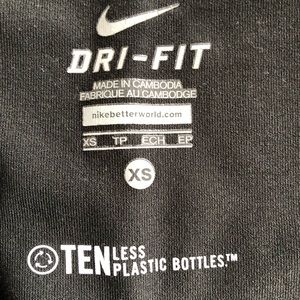 DRI-FIT
MADE IN CAMBODIA
FABRIQUE AU CAMBODGE
nikebetterworld.com
XS TP ECH EP
XS
TEN LESS
PLASTIC BOTTLES.™